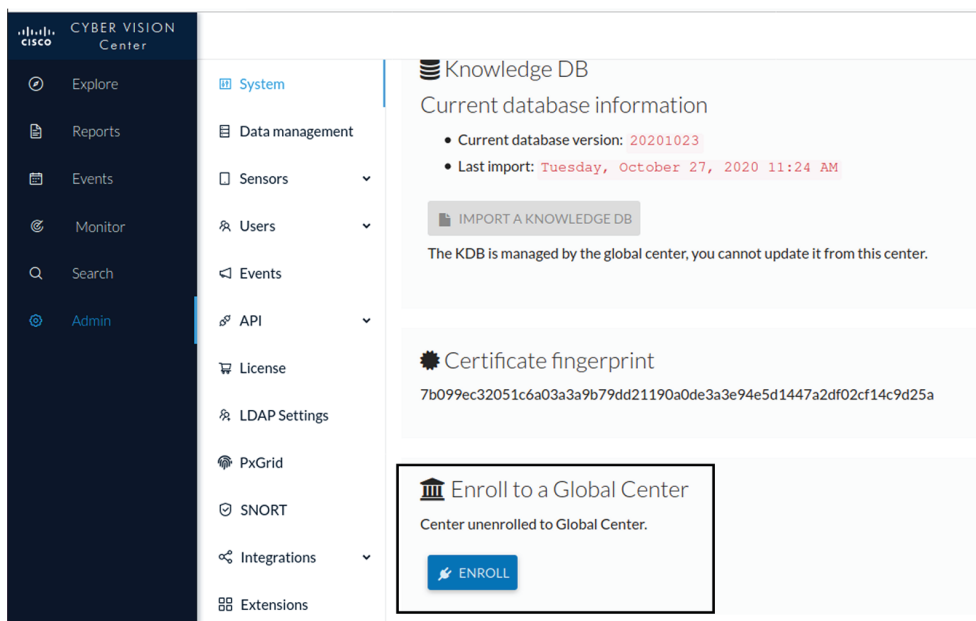 CISCO
CYBER VISION
Center
Explore
Reports
Events
Monitor
Search
Admin
System
Data management
Sensors
Users
Events
API
License
LDAP Settings
PxGrid
SNORT
Integrations
Extensions
Knowledge DB
Current database information
Current database version: 20201023
Last import: Tuesday, October 27, 2020 11:24 AM
IMPORT A KNOWLEDGE DB
The KDB is managed by the global center, you cannot update it from this center.
Certificate fingerprint
7b099ec32051c6a03a3a9b79dd21190a0de3a3e94e5d1447a2df02cf14c9d25a
Enroll to a Global Center
Center unenrolled to Global Center.
ENROLL